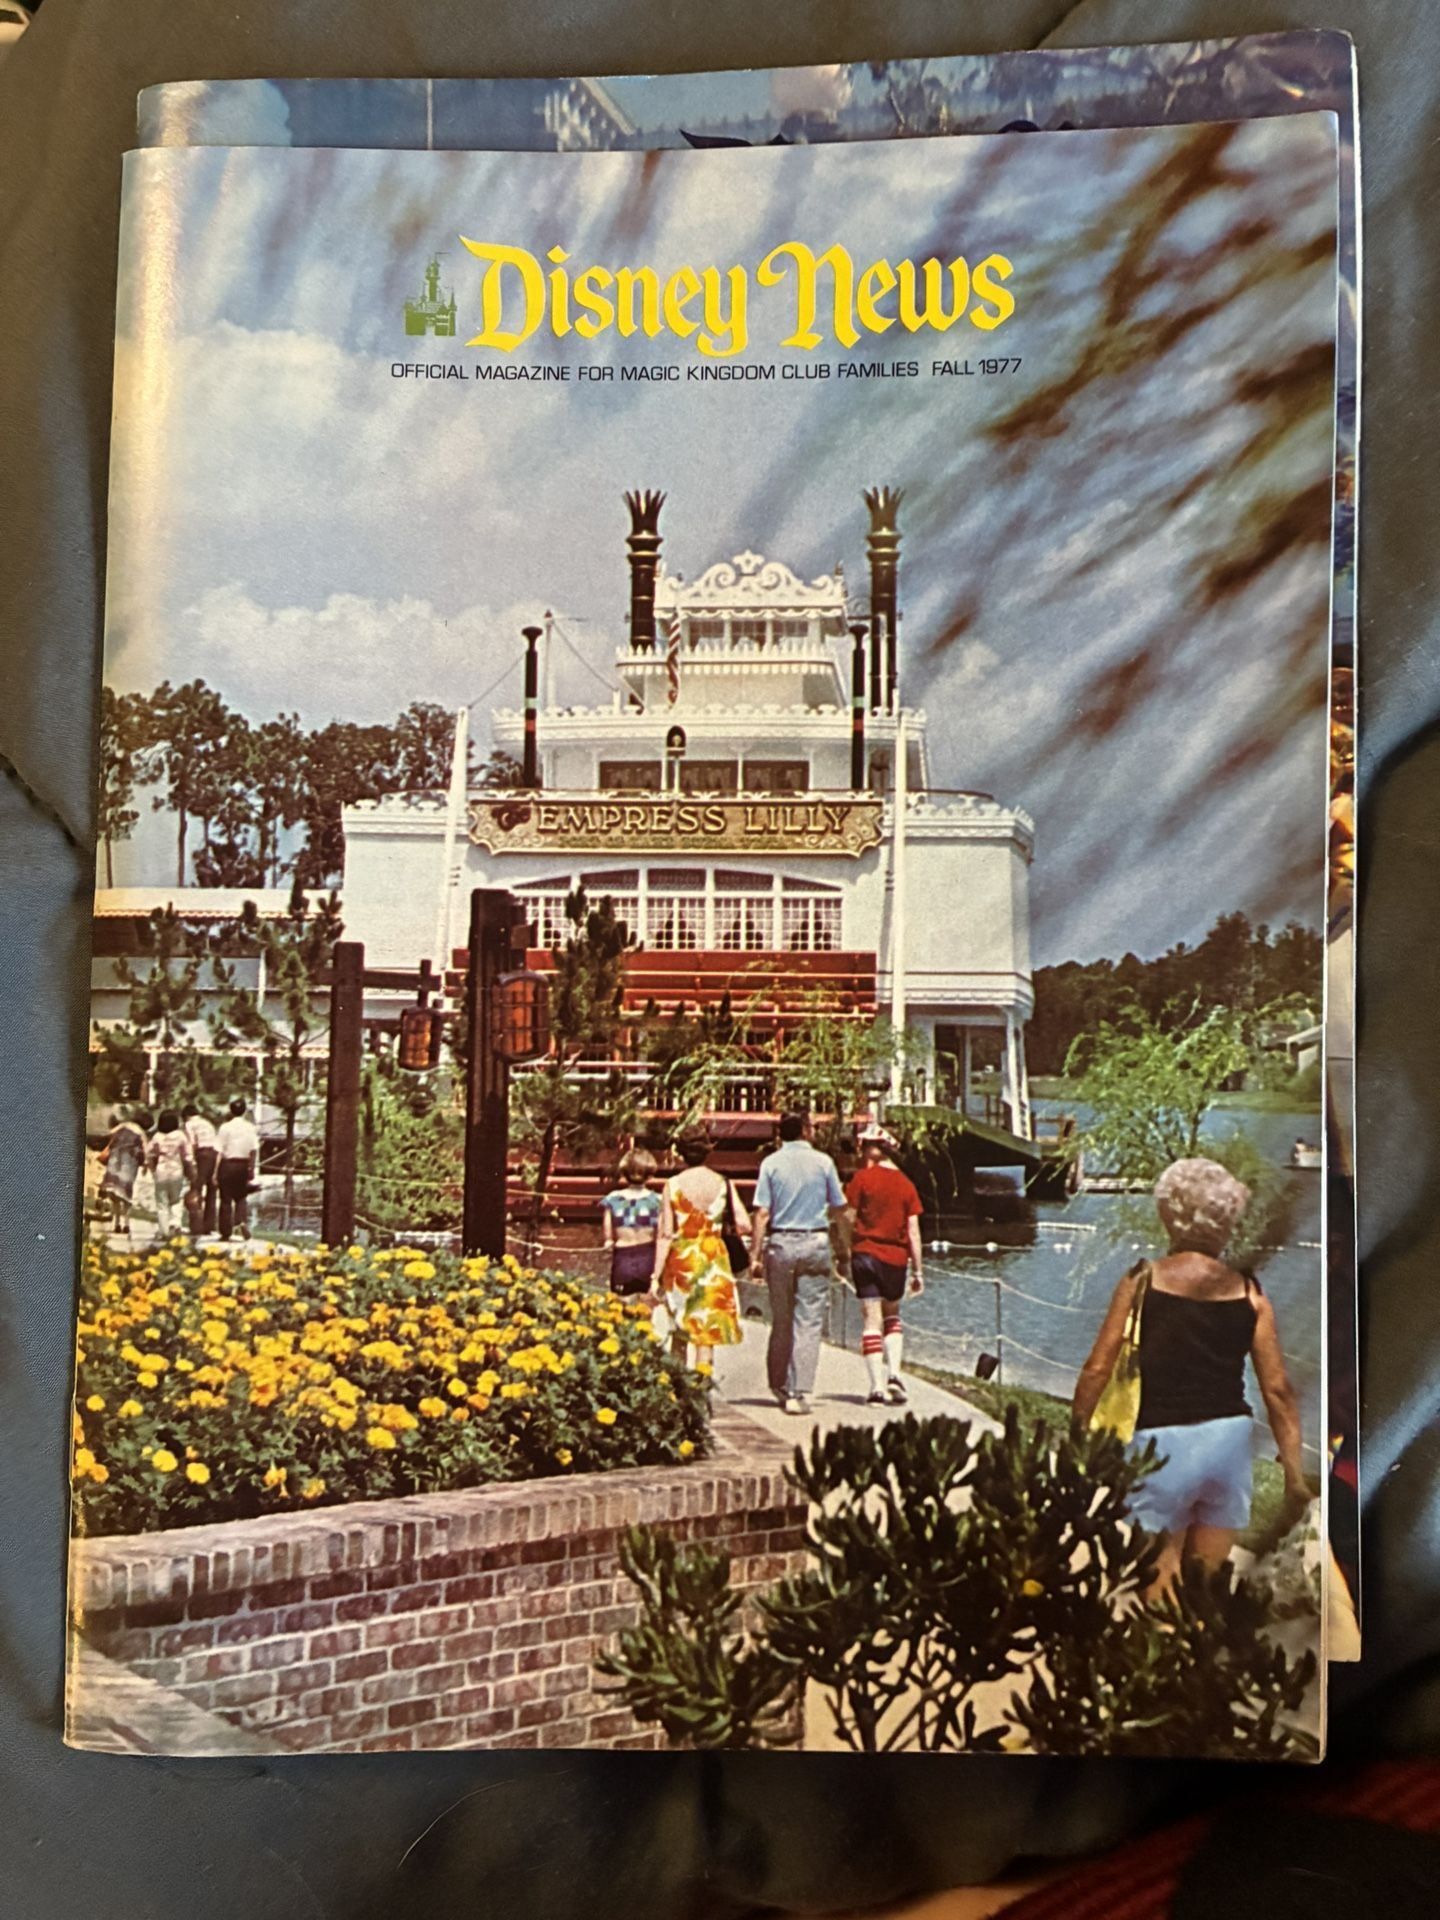 Disney News
OFFICIAL MAGAZINE FOR MAGIC KINGDOM CLUB FAMILIES FALL 1977
EMPRESS LILLY